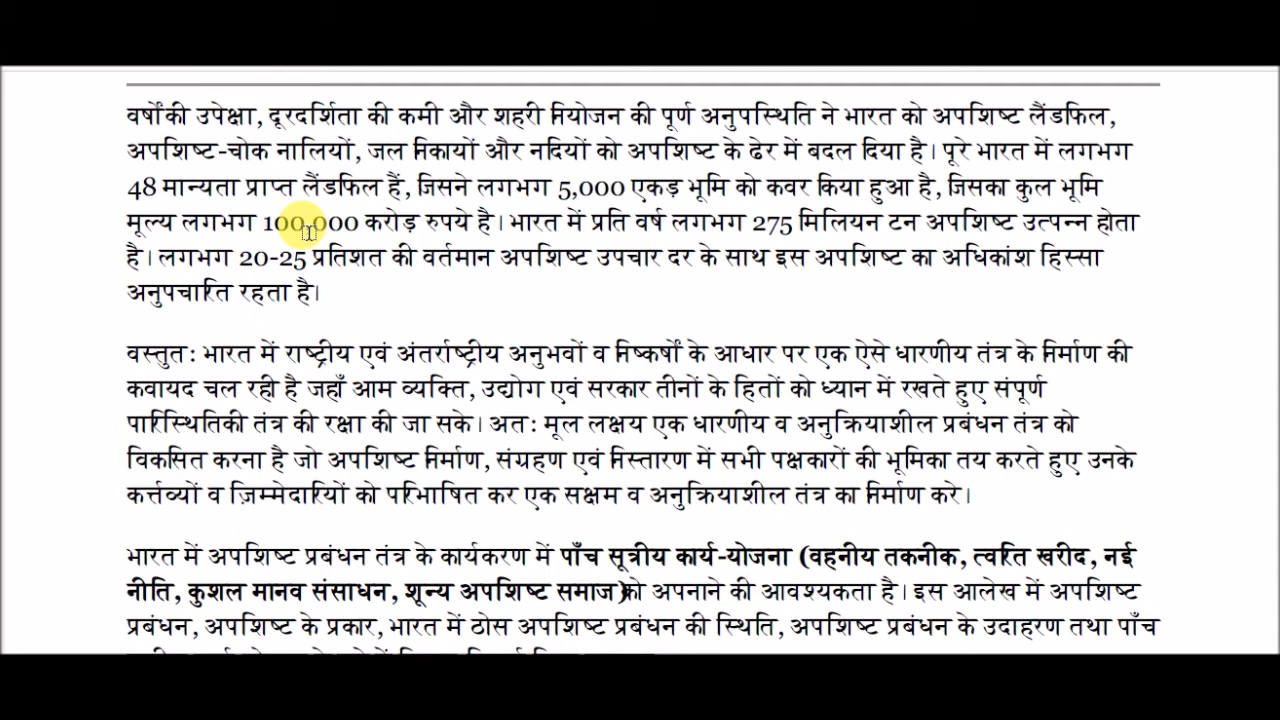 वर्षों की उपेक्षा, दूरदर्शिता की कमी और शहरी नियोजन की पूर्ण अनुपस्थिति ने भारत को अपशिष्ट लैंडफिल,
अपशिष्ट-चोक नालियों, जल निकायों और नदियों को अपशिष्ट के ढेर में बदल दिया है। पूरे भारत में लगभग
48 मान्यता प्राप्त लैंडफिल हैं, जिसने लगभग 5,000 एकड़ भूमि को कवर किया हुआ है, जिसका कुल भूमि
मूल्य लगभग 100,000 करोड़ रुपये है। भारत में प्रति वर्ष लगभग 275 मिलियन टन अपशिष्ट उत्पन्न होता
है। लगभग 20-25 प्रतिशत की वर्तमान अपशिष्ट उपचार दर के साथ इस अपशिष्ट का अधिकांश हिस्सा
अनुपचारित रहता है।
वस्तुतः भारत में राष्ट्रीय एवं अंतर्राष्ट्रीय अनुभवों व निष्कर्षों के आधार पर एक ऐसे धारणीय तंत्र के निर्माण की
कवायद चल रही है जहाँ आम व्यक्ति, उद्योग एवं सरकार तीनों के हितों को ध्यान में रखते हुए संपूर्ण
पारिस्थितिकी तंत्र की रक्षा की जा सके। अतः मूल लक्षय एक धारणीय व अनुक्रियाशील प्रबंधन तंत्र को
विकसित करना है जो अपशिष्ट निर्माण, संग्रहण एवं निस्तारण में सभी पक्षकारों की भूमिका तय करते हुए उनके
कर्त्तव्यों व ज़िम्मेदारियों को परिभाषित कर एक सक्षम व अनुक्रियाशील तंत्र का निर्माण करे।
भारत में अपशिष्ट प्रबंधन तंत्र के कार्यकरण में पाँच सूत्रीय कार्य-योजना (वहनीय तकनीक, त्वरित खरीद, नई
नीति, कुशल मानव संसाधन, शून्य अपशिष्ट समाज) को अपनाने की आवश्यकता है। इस आलेख में अपशिष्ट
प्रबंधन, अपशिष्ट के प्रकार, भारत में ठोस अपशिष्ट प्रबंधन की स्थिति, अपशिष्ट प्रबंधन के उदाहरण तथा पाँच